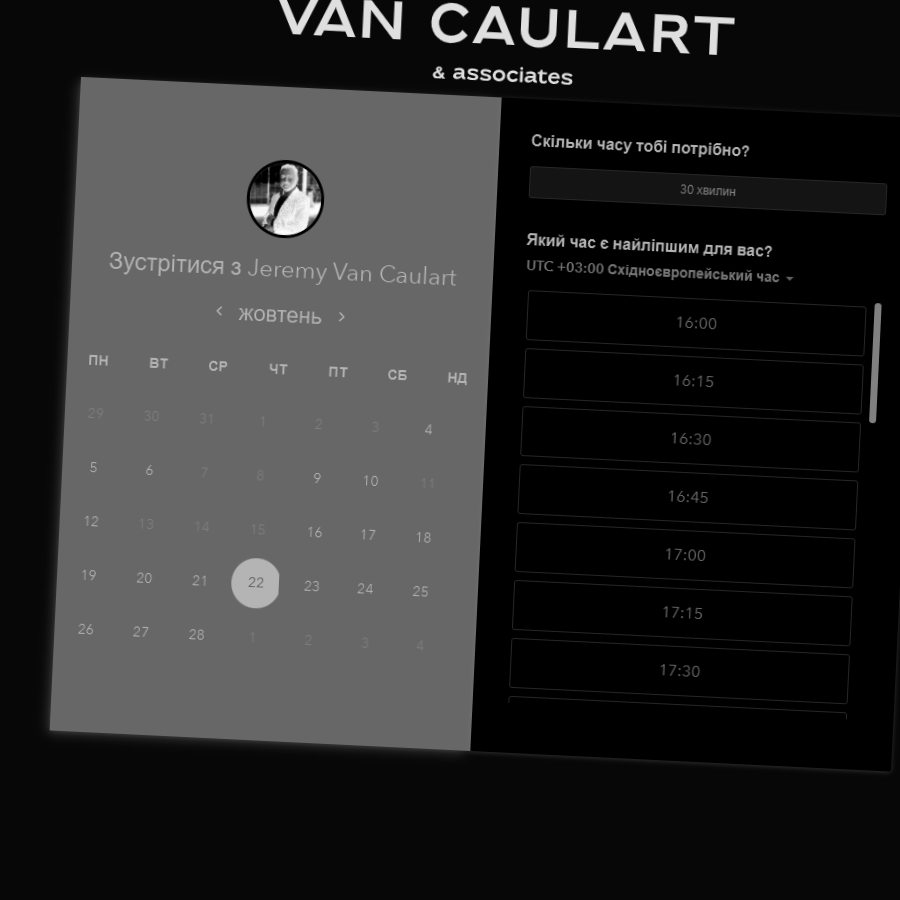 VAN CAULART
& associates
Зустрітися з Jeremy Van Caulart
жовтень
ПН ВТ СР ЧТ ПТ СБ НД
29 30 31 1 2 3 4
5 6 7 8 9 10 11
12 13 14 15 16 17 18
19 20 21 22 23 24 25
26 27 28 1 2 3 4
Скільки часу тобі потрібно?
30 хвилин
Який час є найліпшим для вас?
UTC +03:00 Східноєвропейський час
16:00
16:15
16:30
16:45
17:00
17:15
17:30